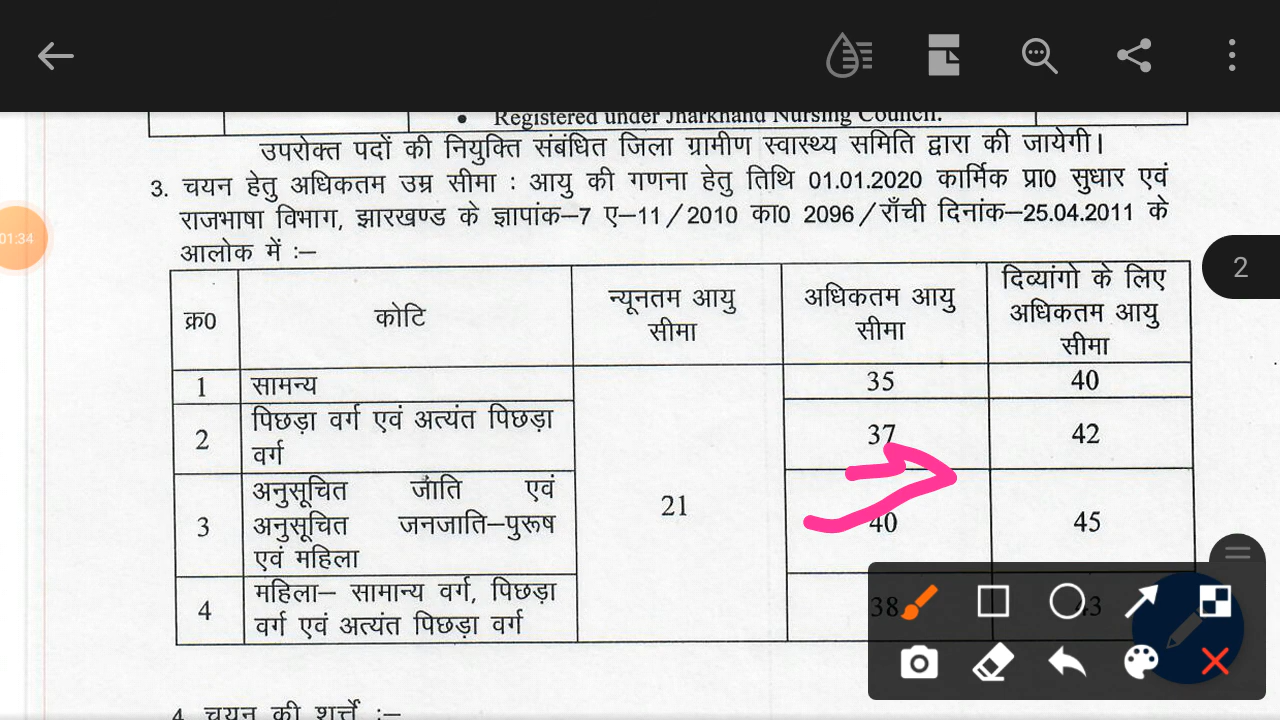 Registered under Jharkhand Nursing Council.
उपरोक्त पदों की नियुक्ति संबंधित जिला ग्रामीण स्वास्थ्य समिति द्वारा की जायेगी।
3. चयन हेतु अधिकतम उम्र सीमा : आयु की गणना हेतु तिथि 01.01.2020 कार्मिक प्रा0 सुधार एवं
राजभाषा विभाग, झारखण्ड के ज्ञापांक–7 ए–11/2010 का0 2096/राँची दिनांक–25.04.2011 के
आलोक में :–
क्र0 कोटि न्यूनतम आयु सीमा अधिकतम आयु सीमा दिव्यांगो के लिए अधिकतम आयु सीमा
1 सामन्य 35 40
2 पिछड़ा वर्ग एवं अत्यंत पिछड़ा वर्ग 37 42
21
3 अनुसूचित जाति एवं अनुसूचित जनजाति–पुरूष एवं महिला 40 45
4 महिला– सामान्य वर्ग, पिछड़ा वर्ग एवं अत्यंत पिछड़ा वर्ग 38 43
4. चयन की शर्त्तें :–
01:34
2